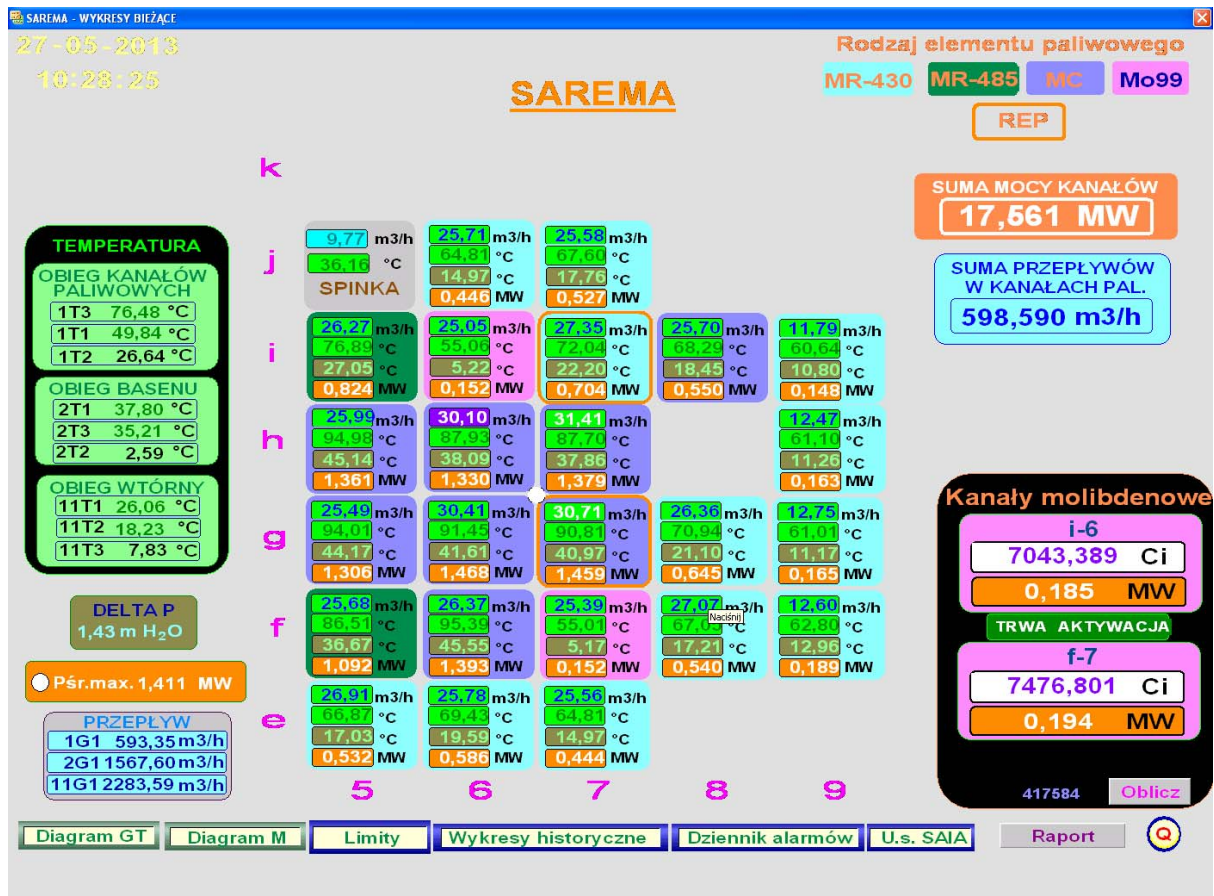 SAREMA - WYKRESY BIEŻĄCE
27-05-2013
10:28:25
SAREMA
Rodzaj elementu paliwowego
MR-430 MR-485 MC Mo99
REP
SUMA MOCY KANAŁÓW
17,561 MW
SUMA PRZEPŁYWÓW
W KANAŁACH PAL.
598,590 m3/h
TEMPERATURA
OBIEG KANAŁÓW
PALIWOWYCH
1T3 76,48 °C
1T1 49,84 °C
1T2 26,64 °C
OBIEG BASENU
2T1 37,80 °C
2T3 35,21 °C
2T2 2,59 °C
OBIEG WTÓRNY
11T1 26,06 °C
11T2 18,23 °C
11T3 7,83 °C
DELTA P
1,43 m H₂O
Pśr.max. 1,411 MW
PRZEPŁYW
1G1 593,35 m3/h
2G1 1567,60 m3/h
11G1 2283,59 m3/h
k
j
9,77 m3/h 25,71 m3/h 25,58 m3/h
36,16 °C 64,81 °C 67,60 °C
SPINKA 14,97 °C 17,76 °C
0,446 MW 0,527 MW
i
26,27 m3/h 25,05 m3/h 27,35 m3/h 25,70 m3/h 11,79 m3/h
76,89 °C 55,06 °C 72,04 °C 68,29 °C 60,64 °C
27,05 °C 5,22 °C 22,20 °C 18,45 °C 10,80 °C
0,824 MW 0,152 MW 0,704 MW 0,550 MW 0,148 MW
h
25,99 m3/h 30,10 m3/h 31,41 m3/h 12,47 m3/h
94,98 °C 87,93 °C 87,70 °C 61,10 °C
45,14 °C 38,09 °C 37,86 °C 11,26 °C
1,361 MW 1,330 MW 1,379 MW 0,163 MW
g
25,49 m3/h 30,41 m3/h 30,71 m3/h 26,36 m3/h 12,75 m3/h
94,01 °C 91,45 °C 90,81 °C 70,94 °C 61,01 °C
44,17 °C 41,61 °C 40,97 °C 21,10 °C 11,17 °C
1,306 MW 1,468 MW 1,459 MW 0,645 MW 0,165 MW
f
25,68 m3/h 26,37 m3/h 25,39 m3/h 27,07 m3/h 12,60 m3/h
Naciśnij
86,51 °C 95,39 °C 55,01 °C 67,05 °C 62,80 °C
36,67 °C 45,55 °C 5,17 °C 17,21 °C 12,96 °C
1,092 MW 1,393 MW 0,152 MW 0,540 MW 0,189 MW
e
26,91 m3/h 25,78 m3/h 25,56 m3/h
66,87 °C 69,43 °C 64,81 °C
17,03 °C 19,59 °C 14,97 °C
0,532 MW 0,586 MW 0,444 MW
5 6 7 8 9
Kanały molibdenowe
i-6
7043,389 Ci
0,185 MW
TRWA AKTYWACJA
f-7
7476,801 Ci
0,194 MW
417584 Oblicz
Diagram GT Diagram M Limity Wykresy historyczne Dziennik alarmów U.s. SAIA Raport Q